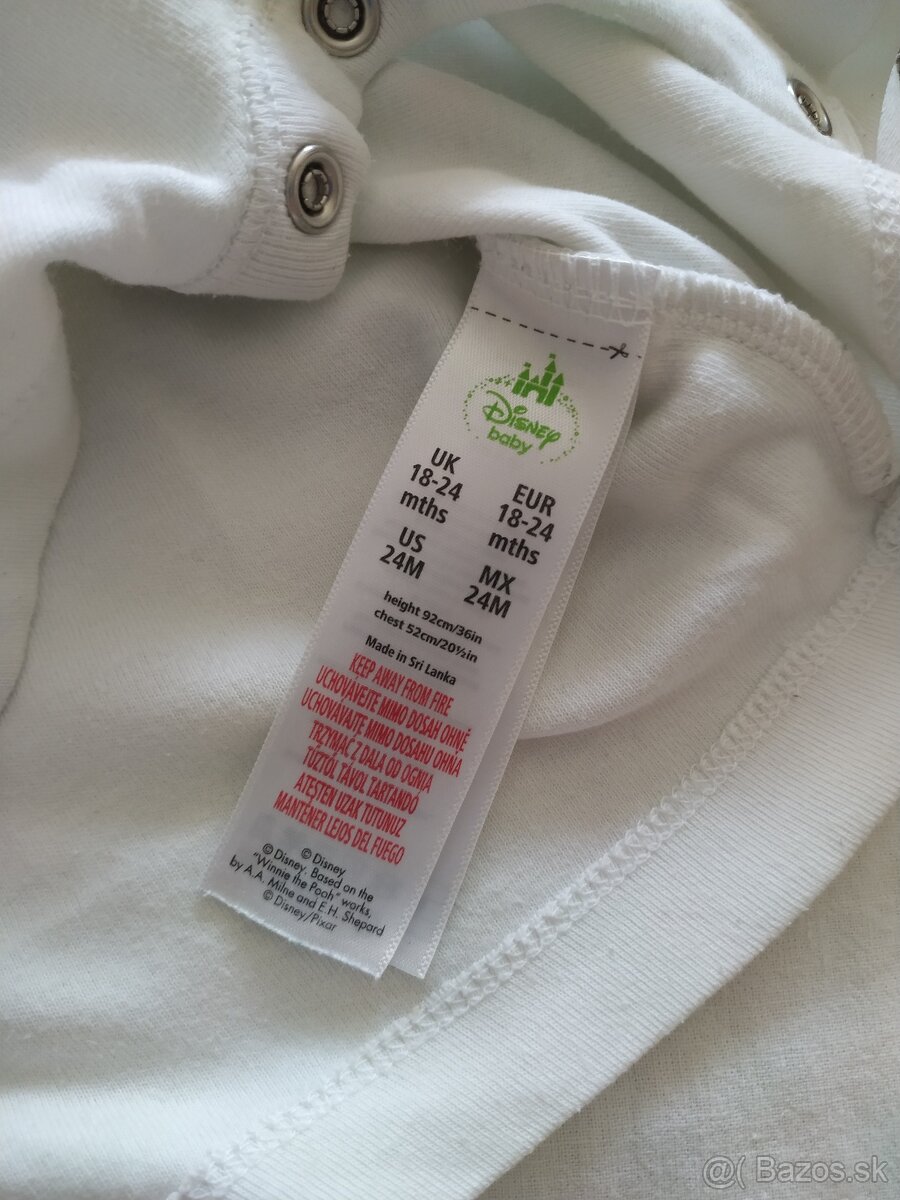 Disney
baby
UK
18-24
mths
EUR
18-24
mths
US
24M
MX
24M
height 92cm/36in
chest 52cm/20½in
Made in Sri Lanka
KEEP AWAY FROM FIRE
UCHOVÁVEJTE MIMO DOSAH OHNĚ
UCHOVÁVAJTE MIMO DOSAHU OHŇA
TRZYMAĆ Z DALA OD OGNIA
TŰZTŐL TÁVOL TARTANDÓ
ATEŞTEN UZAK TUTUNUZ
MANTENER LEJOS DEL FUEGO
© Disney
© Disney. Based on the
"Winnie the Pooh" works,
by A.A. Milne and E.H. Shepard
© Disney/Pixar
@( Bazos.sk